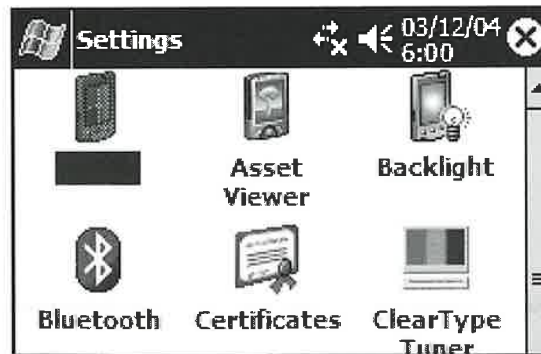 Settings
03/12/04
6:00
Asset
Viewer
Backlight
Bluetooth
Certificates
ClearType
Tuner